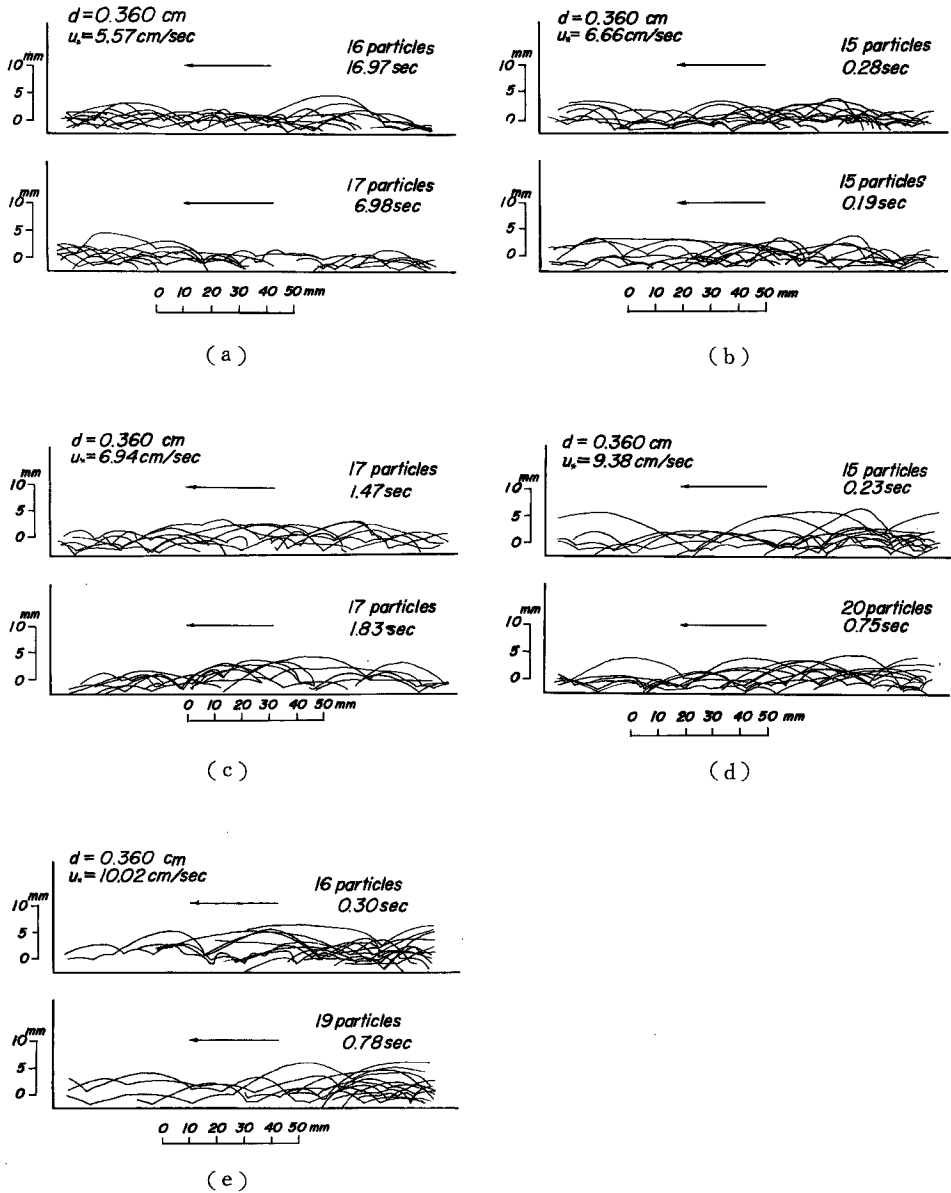 d = 0.360 cm
u* = 5.57 cm/sec
16 particles
16.97 sec
mm
10
5
0
17 particles
6.98 sec
mm
10
5
0
0 10 20 30 40 50 mm
(a)
d = 0.360 cm
u* = 6.66 cm/sec
15 particles
0.28 sec
mm
10
5
0
15 particles
0.19 sec
mm
10
5
0
0 10 20 30 40 50 mm
(b)
d = 0.360 cm
u* = 6.94 cm/sec
17 particles
1.47 sec
mm
10
5
0
17 particles
1.83 sec
mm
10
5
0
0 10 20 30 40 50 mm
(c)
d = 0.360 cm
u* = 9.38 cm/sec
15 particles
0.23 sec
mm
10
5
0
20 particles
0.75 sec
mm
10
5
0
0 10 20 30 40 50 mm
(d)
d = 0.360 cm
u* = 10.02 cm/sec
16 particles
0.30 sec
mm
10
5
0
19 particles
0.78 sec
mm
10
5
0
0 10 20 30 40 50 mm
(e)